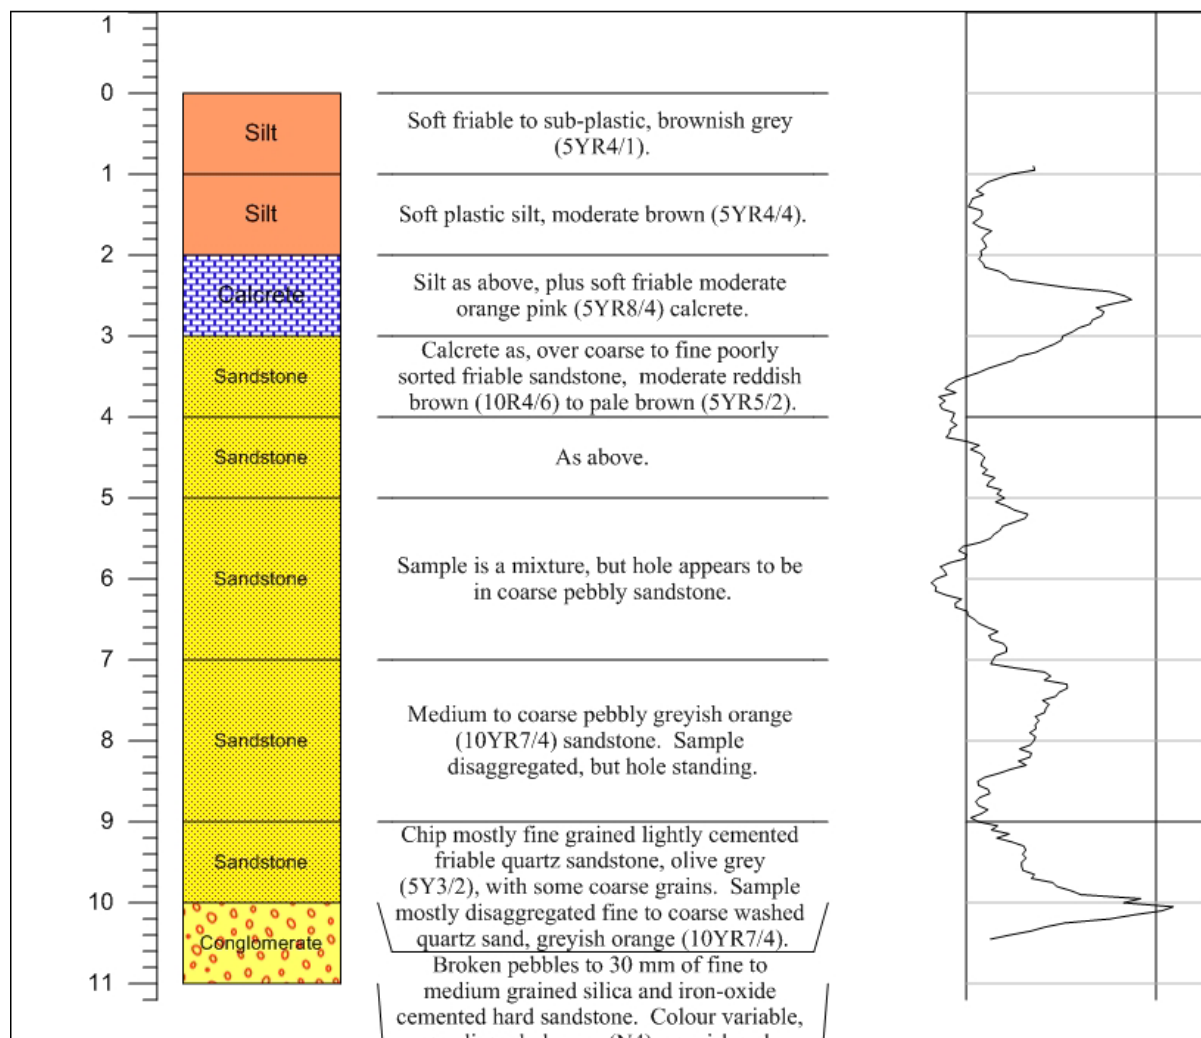 1
0
Silt
Soft friable to sub-plastic, brownish grey
(5YR4/1).
1
Silt
Soft plastic silt, moderate brown (5YR4/4).
2
Calcrete
Silt as above, plus soft friable moderate
orange pink (5YR8/4) calcrete.
3
Sandstone
Calcrete as, over coarse to fine poorly
sorted friable sandstone, moderate reddish
brown (10R4/6) to pale brown (5YR5/2).
4
Sandstone
As above.
5
Sandstone
Sample is a mixture, but hole appears to be
in coarse pebbly sandstone.
6
7
Sandstone
Medium to coarse pebbly greyish orange
(10YR7/4) sandstone. Sample
disaggregated, but hole standing.
8
9
Sandstone
Chip mostly fine grained lightly cemented
friable quartz sandstone, olive grey
(5Y3/2), with some coarse grains. Sample
mostly disaggregated fine to coarse washed
quartz sand, greyish orange (10YR7/4).
10
Conglomerate
Broken pebbles to 30 mm of fine to
medium grained silica and iron-oxide
cemented hard sandstone. Colour variable,
11